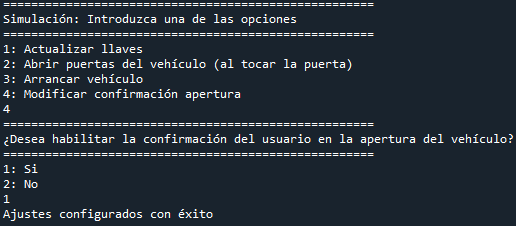 =====================================================
Simulación: Introduzca una de las opciones
=====================================================
1: Actualizar llaves
2: Abrir puertas del vehículo (al tocar la puerta)
3: Arrancar vehículo
4: Modificar confirmación apertura
4
=====================================================
¿Desea habilitar la confirmación del usuario en la apertura del vehículo?
=====================================================
1: Si
2: No
1
Ajustes configurados con éxito